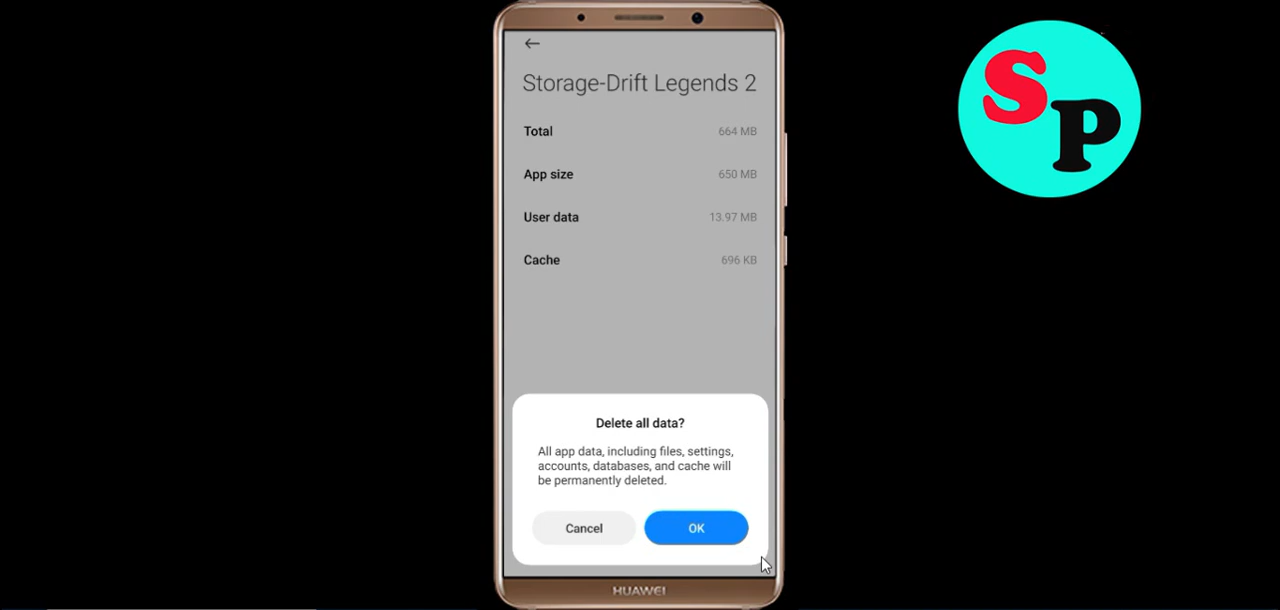 Storage-Drift Legends 2
Total 664 MB
App size 650 MB
User data 13.97 MB
Cache 696 KB
Delete all data?
All app data, including files, settings,
accounts, databases, and cache will
be permanently deleted.
Cancel OK
HUAWEI
SP